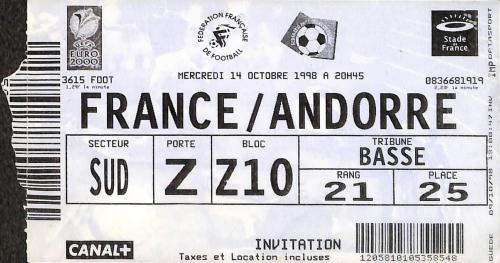 EURO
2000
FEDERATION FRANÇAISE
DE FOOTBALL
Stade
de France
MERCREDI 14 OCTOBRE 1998 A 20H45
3615 FOOT
0836681919
FRANCE/ANDORRE
SECTEUR
SUD
PORTE
Z
BLOC
Z10
TRIBUNE
BASSE
RANG
21
PLACE
25
CANAL+
INVITATION
Taxes et Location incluses
1205810105358548